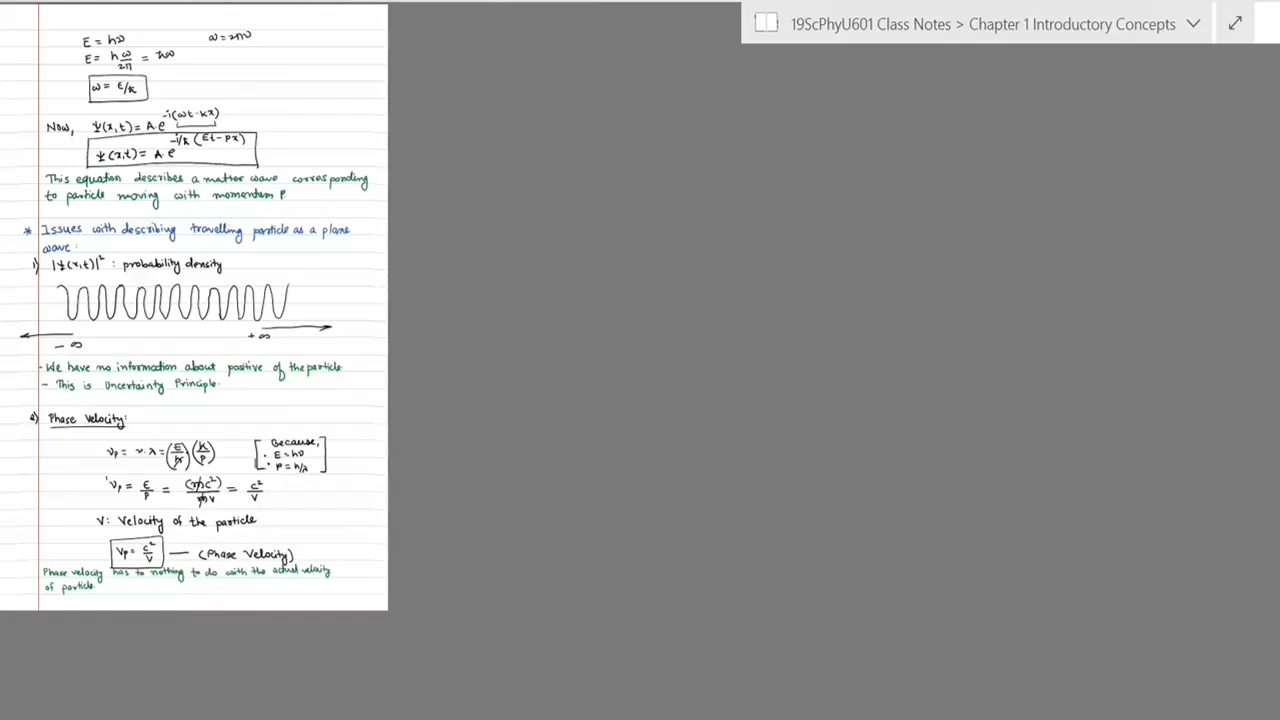 19ScPhyU601 Class Notes > Chapter 1 Introductory Concepts
E = hν ω = 2πν
E = h ω/2π = ħω
ω = E/ħ
Now, Ψ(x,t) = A.e^-i(ωt-kx)
Ψ(x,t) = A.e^-i/ħ (Et-px)
This equation describes a matter wave corresponding
to particle moving with momentum P.
* Issues with describing travelling particle as a plane
wave.
1) |Ψ(x,t)|² : probability density
- ∞ + ∞
- We have no information about positive of the particle.
- This is Uncertainty Principle.
2) Phase Velocity:
νp = ν.λ = (E/h)(h/p) [Because,
• E = hν
• p = h/λ]
νp = E/p = (mc²)/mv = c²/v
V: Velocity of the particle
Vp = c²/v — (Phase Velocity)
Phase velocity has to nothing to do with the actual velocity
of particle.